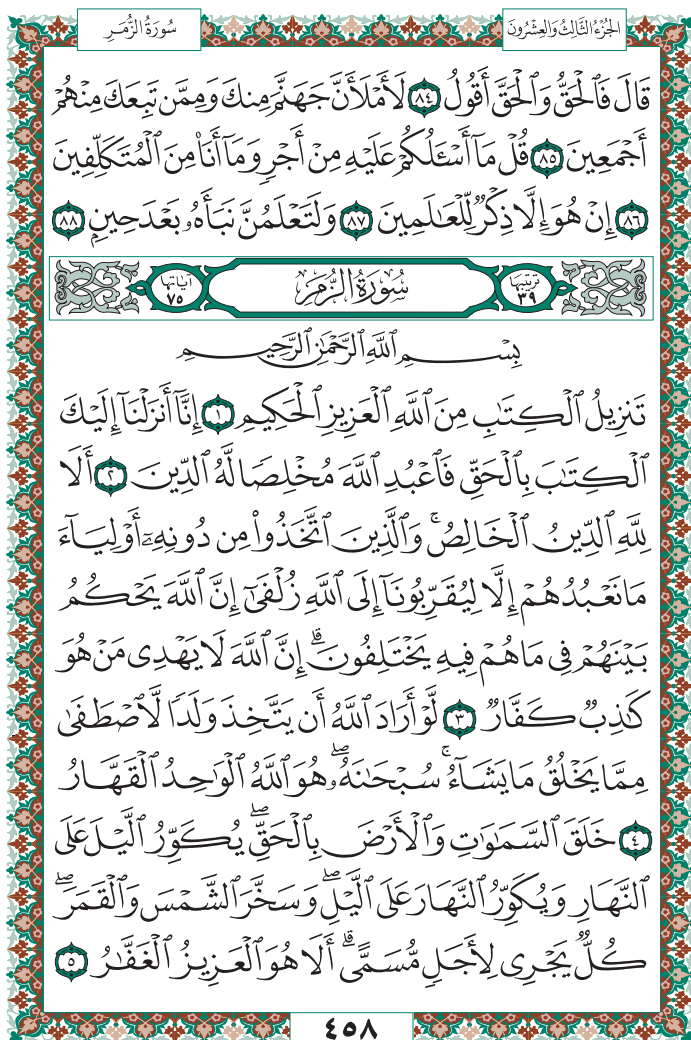 سُورَةُ الزُّمَرِ
الجُزْءُ الثَّالِثُ وَالعِشْرُونَ
قَالَ فَٱلْحَقُّ وَٱلْحَقَّ أَقُولُ ٨٤ لَأَمْلَأَنَّ جَهَنَّمَ مِنكَ وَمِمَّن تَبِعَكَ مِنْهُمْ
أَجْمَعِينَ ٨٥ قُلْ مَآ أَسْـَٔلُكُمْ عَلَيْهِ مِنْ أَجْرٍ وَمَآ أَنَا۠ مِنَ ٱلْمُتَكَلِّفِينَ
٨٦ إِنْ هُوَ إِلَّا ذِكْرٌ لِّلْعَٰلَمِينَ ٨٧ وَلَتَعْلَمُنَّ نَبَأَهُۥ بَعْدَ حِينٍۭ ٨٨
ترتيبها ٣٩ سُورَةُ الزُّمَرِ آياتها ٧٥
بِسْمِ ٱللَّهِ ٱلرَّحْمَٰنِ ٱلرَّحِيمِ
تَنزِيلُ ٱلْكِتَٰبِ مِنَ ٱللَّهِ ٱلْعَزِيزِ ٱلْحَكِيمِ ١ إِنَّآ أَنزَلْنَآ إِلَيْكَ
ٱلْكِتَٰبَ بِٱلْحَقِّ فَٱعْبُدِ ٱللَّهَ مُخْلِصًا لَّهُ ٱلدِّينَ ٢ أَلَا
لِلَّهِ ٱلدِّينُ ٱلْخَالِصُ ۚ وَٱلَّذِينَ ٱتَّخَذُوا۟ مِن دُونِهِۦٓ أَوْلِيَآءَ
مَا نَعْبُدُهُمْ إِلَّا لِيُقَرِّبُونَآ إِلَى ٱللَّهِ زُلْفَىٰٓ إِنَّ ٱللَّهَ يَحْكُمُ
بَيْنَهُمْ فِى مَا هُمْ فِيهِ يَخْتَلِفُونَ ۗ إِنَّ ٱللَّهَ لَا يَهْدِى مَنْ هُوَ
كَٰذِبٌ كَفَّارٌ ٣ لَّوْ أَرَادَ ٱللَّهُ أَن يَتَّخِذَ وَلَدًا لَّٱصْطَفَىٰ
مِمَّا يَخْلُقُ مَا يَشَآءُ ۚ سُبْحَٰنَهُۥ ۖ هُوَ ٱللَّهُ ٱلْوَٰحِدُ ٱلْقَهَّارُ
٤ خَلَقَ ٱلسَّمَٰوَٰتِ وَٱلْأَرْضَ بِٱلْحَقِّ ۖ يُكَوِّرُ ٱلَّيْلَ عَلَى
ٱلنَّهَارِ وَيُكَوِّرُ ٱلنَّهَارَ عَلَى ٱلَّيْلِ ۖ وَسَخَّرَ ٱلشَّمْسَ وَٱلْقَمَرَ ۖ
كُلٌّ يَجْرِى لِأَجَلٍ مُّسَمًّى ۗ أَلَا هُوَ ٱلْعَزِيزُ ٱلْغَفَّٰرُ ٥
٤٥٨